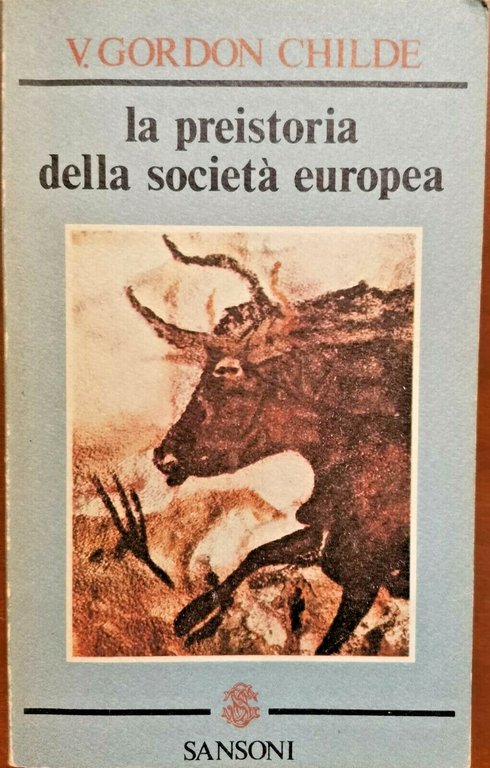 V. GORDON CHILDE
la preistoria
della società europea
SANSONI